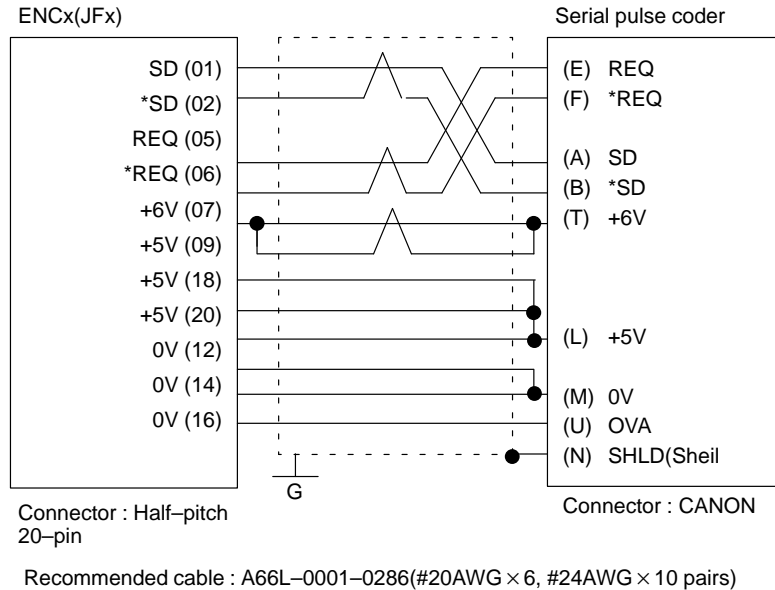 ENCx(JFx)
Serial pulse coder
SD (01)
*SD (02)
REQ (05)
*REQ (06)
+6V (07)
+5V (09)
+5V (18)
+5V (20)
0V (12)
0V (14)
0V (16)
(E) REQ
(F) *REQ
(A) SD
(B) *SD
(T) +6V
(L) +5V
(M) 0V
(U) OVA
(N) SHLD(Sheil
G
Connector : Half–pitch
20–pin
Connector : CANON
Recommended cable : A66L–0001–0286(#20AWG × 6, #24AWG × 10 pairs)